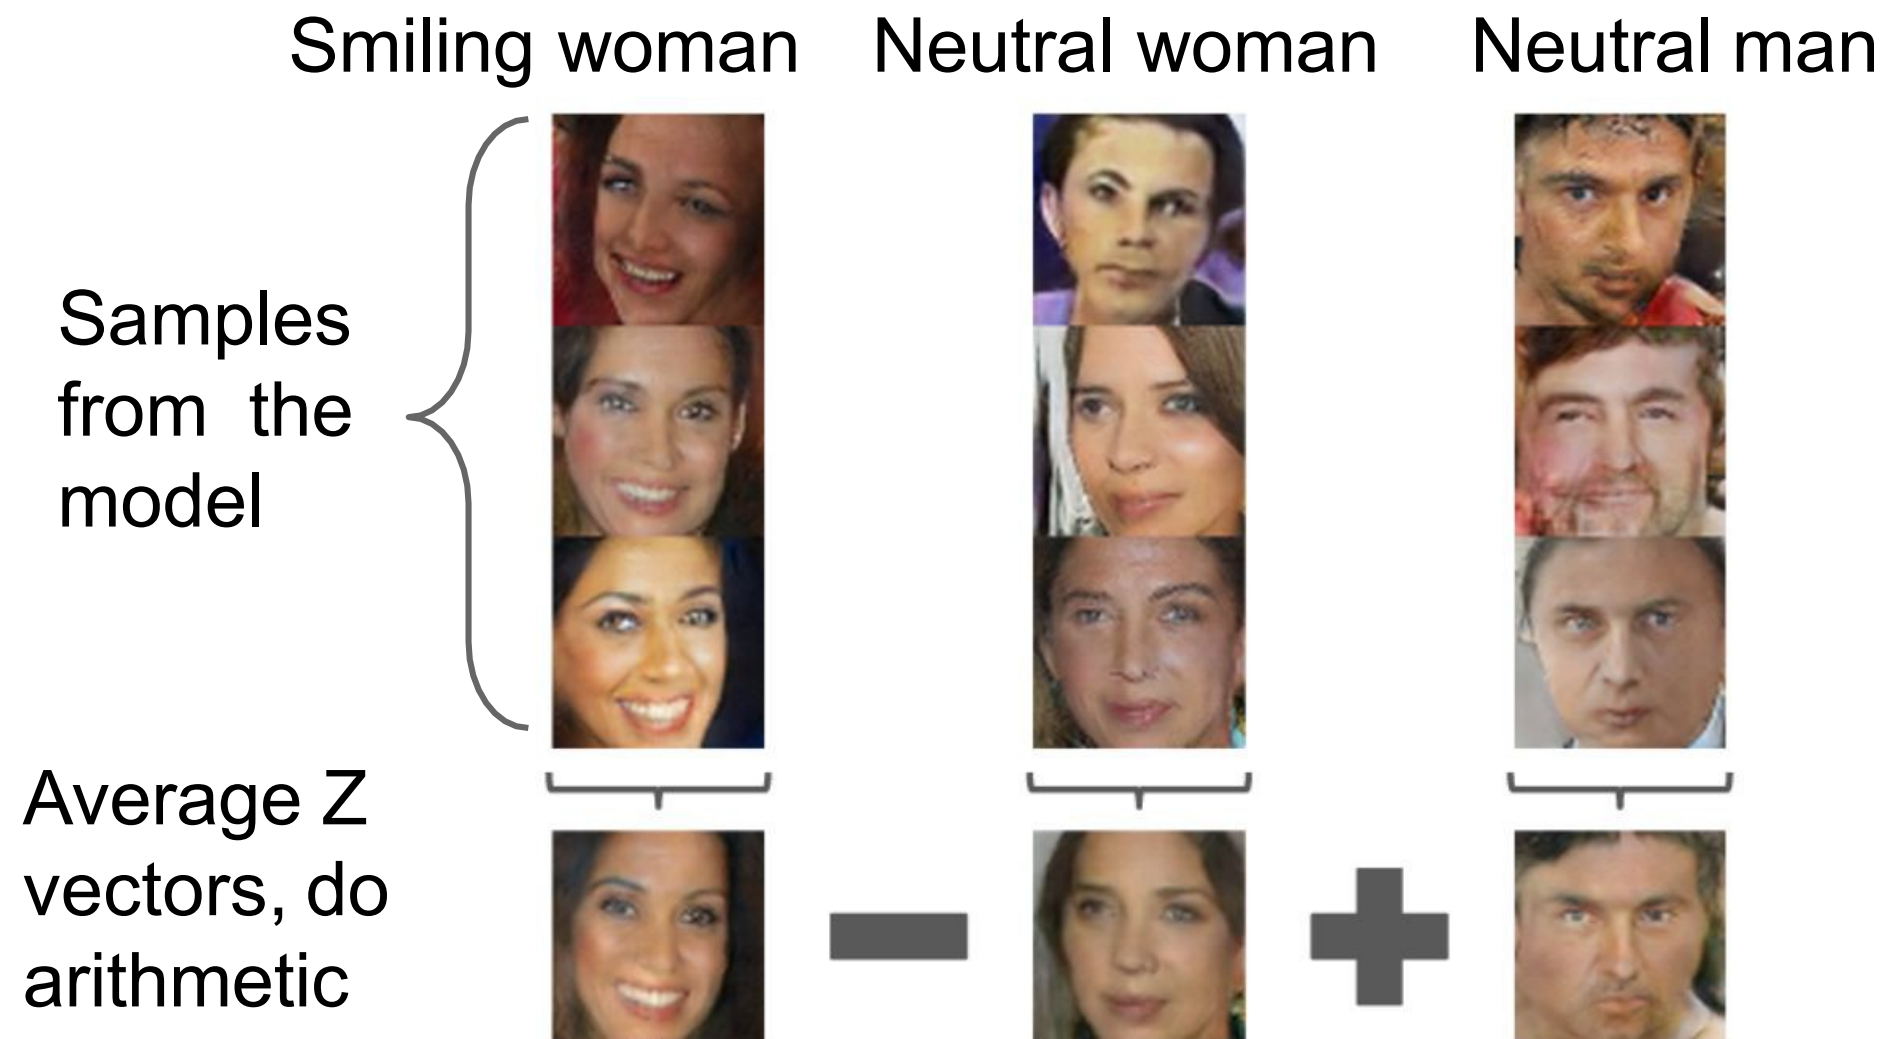 Smiling woman Neutral woman Neutral man
Samples
from the
model
Average Z
vectors, do
arithmetic